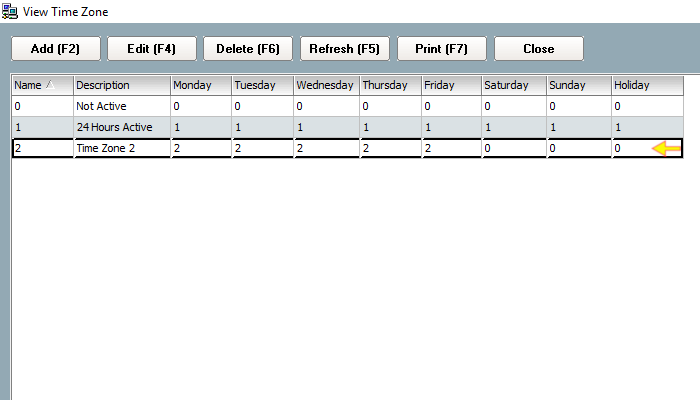 View Time Zone
Add (F2) Edit (F4) Delete (F6) Refresh (F5) Print (F7) Close
Name Description Monday Tuesday Wednesday Thursday Friday Saturday Sunday Holiday
0 Not Active 0 0 0 0 0 0 0 0
1 24 Hours Active 1 1 1 1 1 1 1 1
2 Time Zone 2 2 2 2 2 2 0 0 0